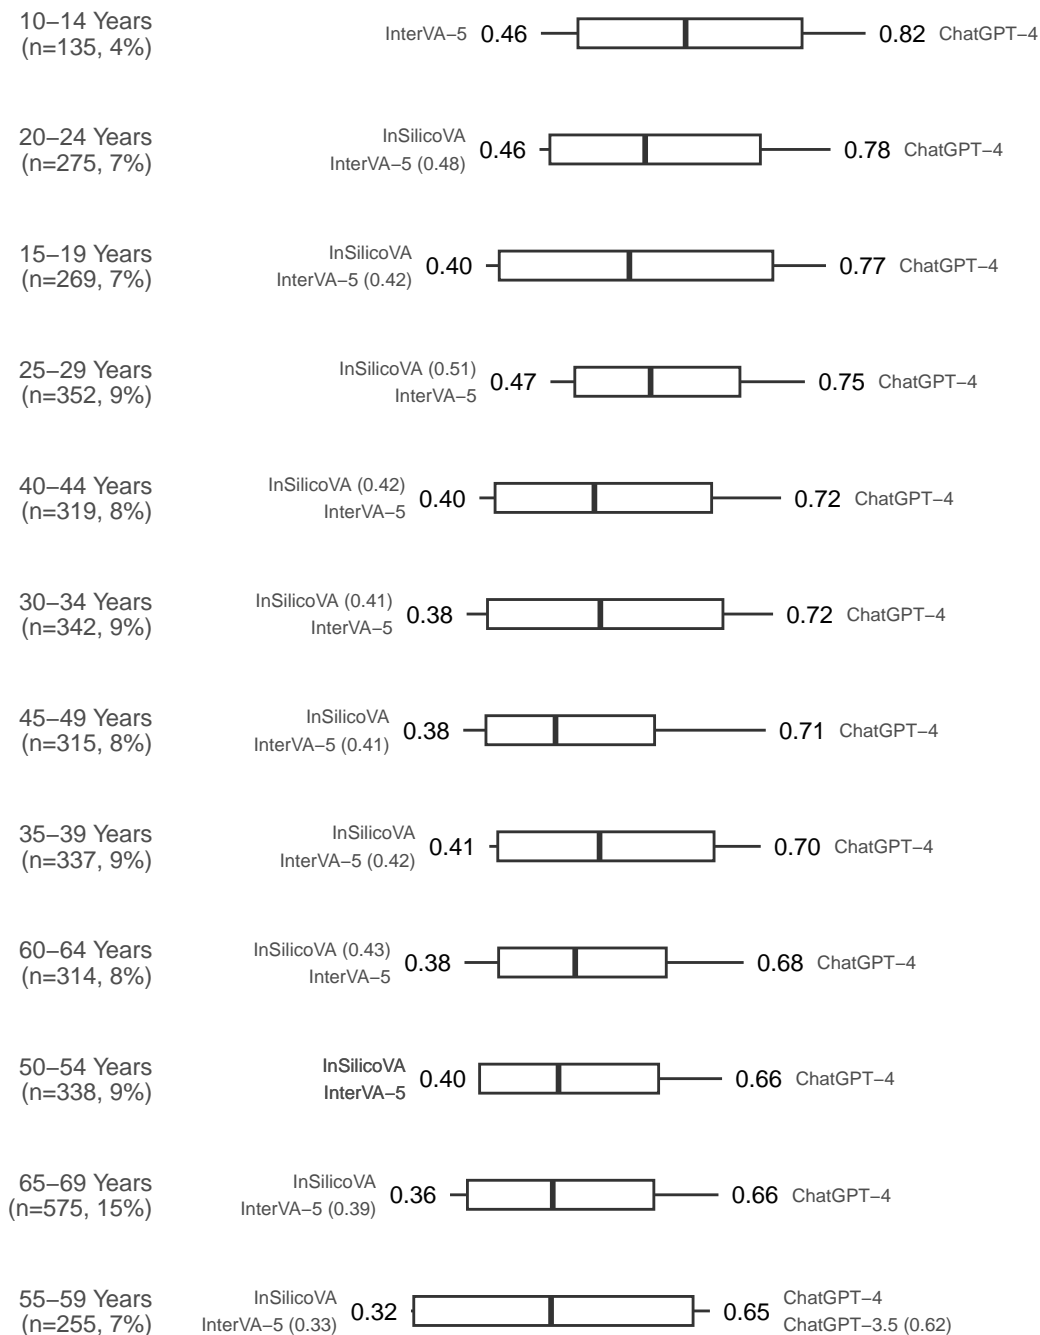 10–14 Years
(n=135, 4%)
InterVA–5 0.46 0.82 ChatGPT–4
20–24 Years
(n=275, 7%)
InSilicoVA
InterVA–5 (0.48)
0.46 0.78 ChatGPT–4
15–19 Years
(n=269, 7%)
InSilicoVA
InterVA–5 (0.42)
0.40 0.77 ChatGPT–4
25–29 Years
(n=352, 9%)
InSilicoVA (0.51)
InterVA–5
0.47 0.75 ChatGPT–4
40–44 Years
(n=319, 8%)
InSilicoVA (0.42)
InterVA–5
0.40 0.72 ChatGPT–4
30–34 Years
(n=342, 9%)
InSilicoVA (0.41)
InterVA–5
0.38 0.72 ChatGPT–4
45–49 Years
(n=315, 8%)
InSilicoVA
InterVA–5 (0.41)
0.38 0.71 ChatGPT–4
35–39 Years
(n=337, 9%)
InSilicoVA
InterVA–5 (0.42)
0.41 0.70 ChatGPT–4
60–64 Years
(n=314, 8%)
InSilicoVA (0.43)
InterVA–5
0.38 0.68 ChatGPT–4
50–54 Years
(n=338, 9%)
InSilicoVA
InterVA–5
0.40 0.66 ChatGPT–4
65–69 Years
(n=575, 15%)
InSilicoVA
InterVA–5 (0.39)
0.36 0.66 ChatGPT–4
55–59 Years
(n=255, 7%)
InSilicoVA
InterVA–5 (0.33)
0.32 0.65
ChatGPT–4
ChatGPT–3.5 (0.62)